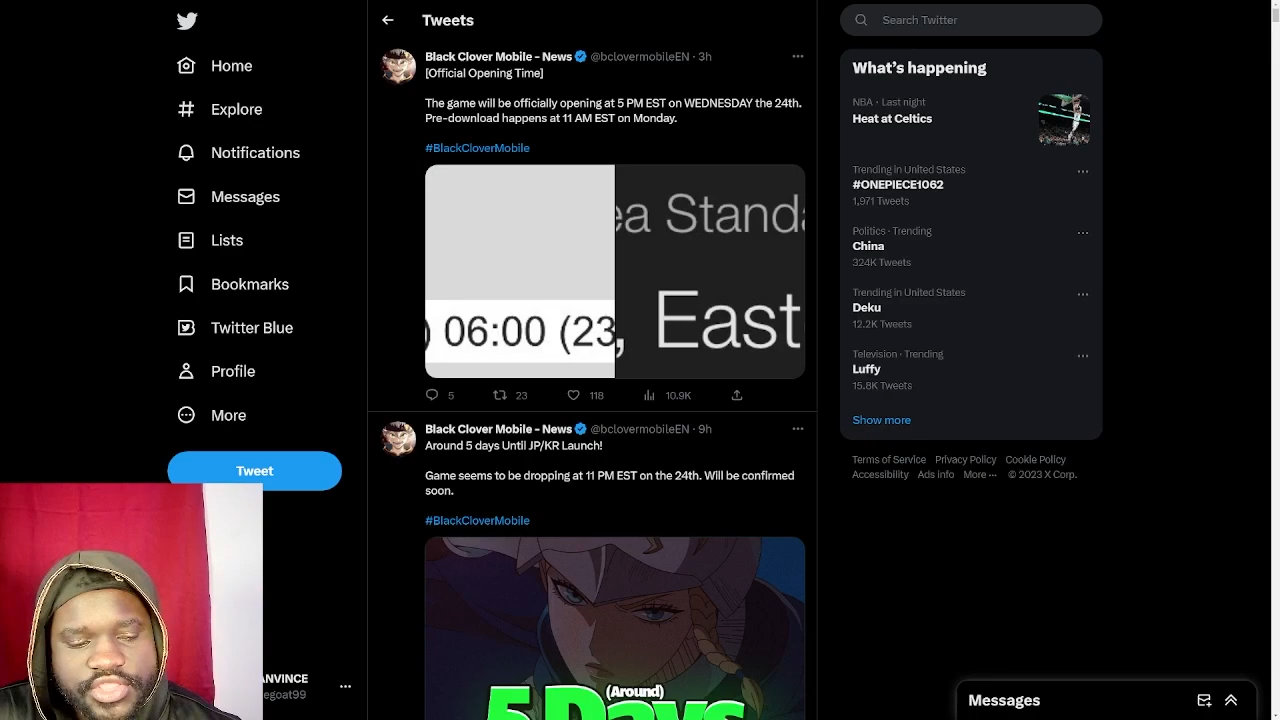 Home
Explore
Notifications
Messages
Lists
Bookmarks
Twitter Blue
Profile
More
Tweet
ANVINCE
egoat99
Tweets
Black Clover Mobile - News @bclovermobileEN · 3h
[Official Opening Time]
The game will be officially opening at 5 PM EST on WEDNESDAY the 24th.
Pre-download happens at 11 AM EST on Monday.
#BlackCloverMobile
) 06:00 (23,
ea Standa
East
5 23 118 10.9K
Black Clover Mobile - News @bclovermobileEN · 9h
Around 5 days Until JP/KR Launch!
Game seems to be dropping at 11 PM EST on the 24th. Will be confirmed
soon.
#BlackCloverMobile
(Around)
5 Days
Search Twitter
What's happening
NBA · Last night
Heat at Celtics
Trending in United States
#ONEPIECE1062
1,971 Tweets
Politics · Trending
China
324K Tweets
Trending in United States
Deku
12.2K Tweets
Television · Trending
Luffy
15.8K Tweets
Show more
Terms of Service Privacy Policy Cookie Policy
Accessibility Ads info More ··· © 2023 X Corp.
Messages